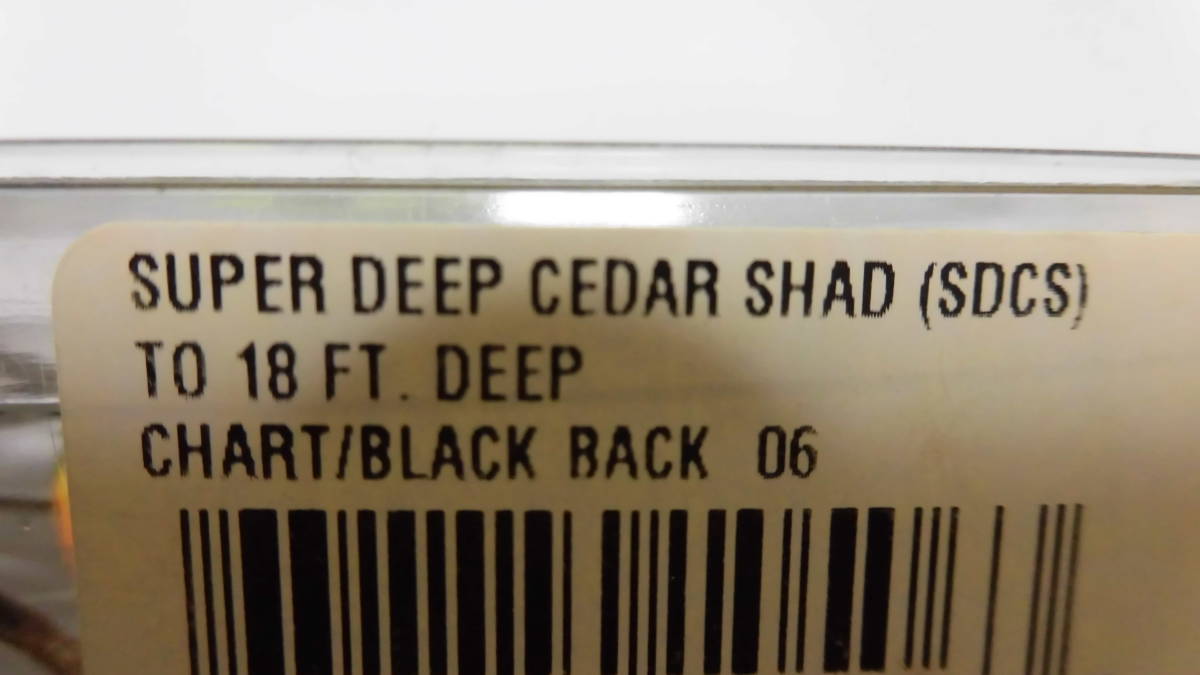 SUPER DEEP CEDAR SHAD (SDCS)
TO 18 FT. DEEP
CHART/BLACK BACK 06